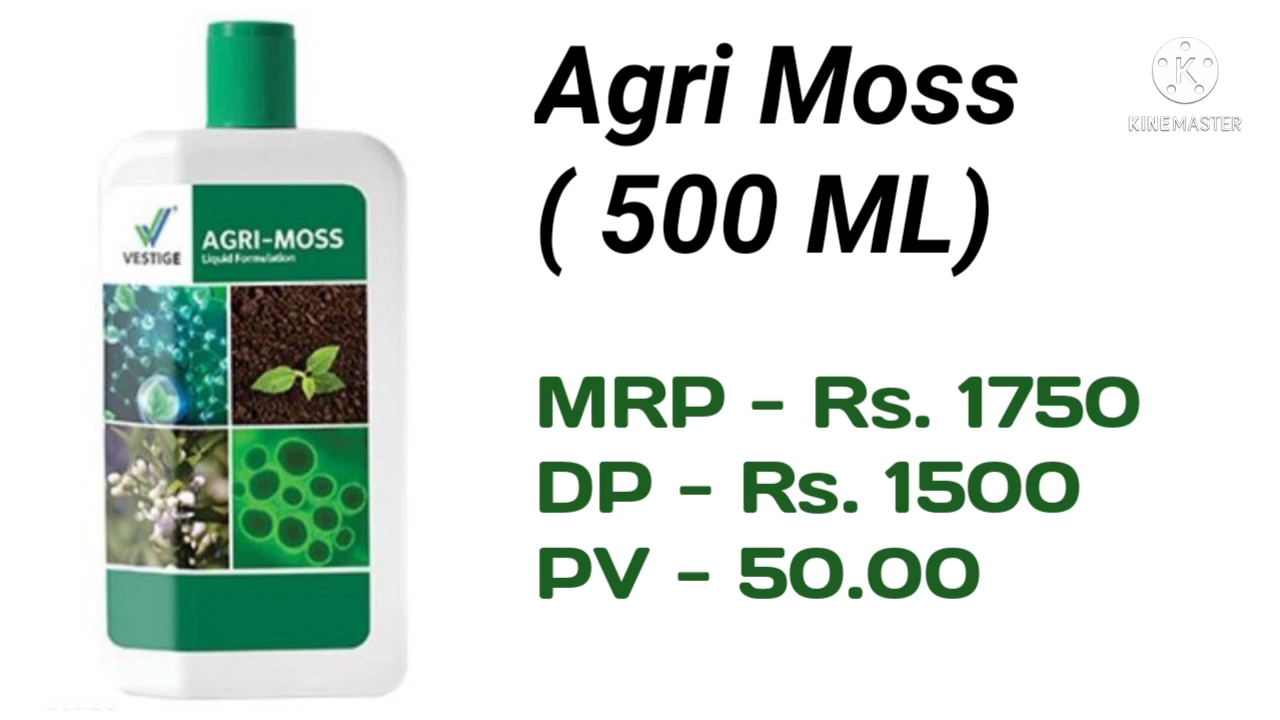 Agri Moss
( 500 ML)
KINEMASTER
VESTIGE
AGRI-MOSS
Liquid Formulation
MRP - Rs. 1750
DP - Rs. 1500
PV - 50.00